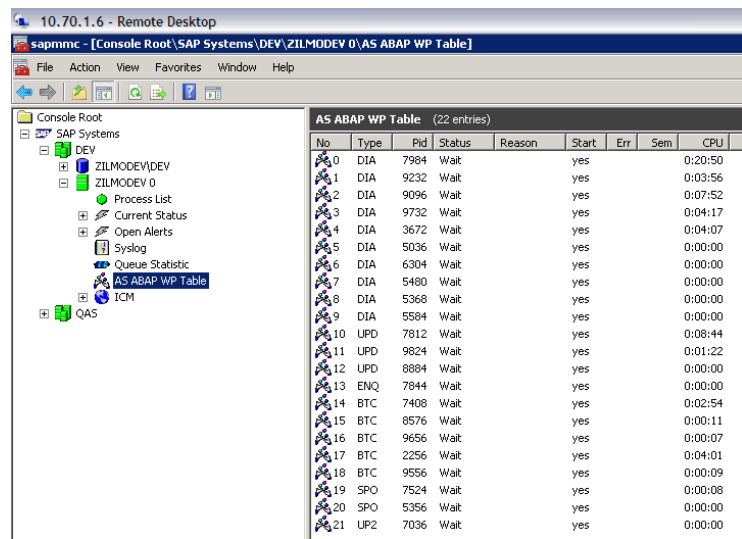 10.70.1.6 - Remote Desktop
sapmmc - [Console Root\SAP Systems\DEV\ZILMODEV 0\AS ABAP WP Table]
File Action View Favorites Window Help
Console Root
SAP Systems
DEV
ZILMODEV\DEV
ZILMODEV 0
Process List
Current Status
Open Alerts
Syslog
Queue Statistic
AS ABAP WP Table
ICM
QAS
AS ABAP WP Table (22 entries)
No Type Pid Status Reason Start Err Sem CPU
0 DIA 7984 Wait yes 0:20:50
1 DIA 9232 Wait yes 0:03:56
2 DIA 9096 Wait yes 0:07:52
3 DIA 9732 Wait yes 0:04:17
4 DIA 3672 Wait yes 0:04:07
5 DIA 5036 Wait yes 0:00:00
6 DIA 6304 Wait yes 0:00:00
7 DIA 5480 Wait yes 0:00:00
8 DIA 5368 Wait yes 0:00:00
9 DIA 5584 Wait yes 0:00:00
10 UPD 7812 Wait yes 0:08:44
11 UPD 9824 Wait yes 0:01:22
12 UPD 8884 Wait yes 0:00:00
13 ENQ 7844 Wait yes 0:00:00
14 BTC 7408 Wait yes 0:02:54
15 BTC 8576 Wait yes 0:00:11
16 BTC 9656 Wait yes 0:00:07
17 BTC 2256 Wait yes 0:04:01
18 BTC 9556 Wait yes 0:00:09
19 SPO 7524 Wait yes 0:00:08
20 SPO 5356 Wait yes 0:00:00
21 UP2 7036 Wait yes 0:00:00